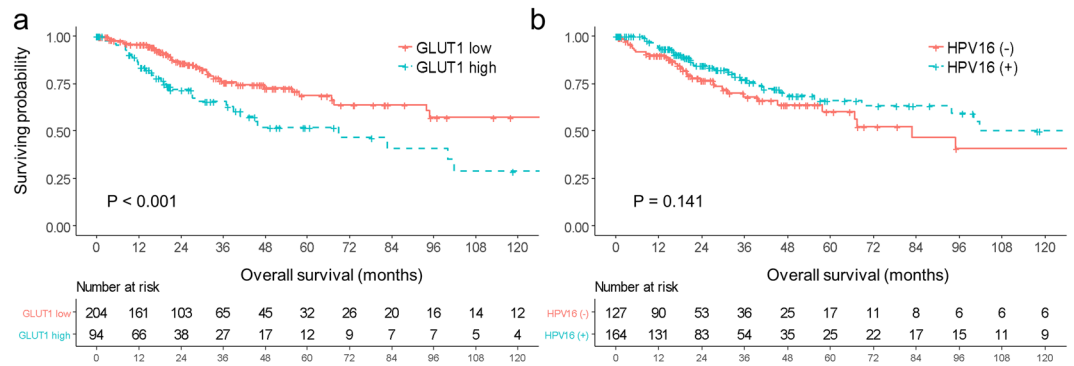 a
Surviving probability
1.00
0.75
0.50
0.25
0.00
GLUT1 low
GLUT1 high
P < 0.001
0 12 24 36 48 60 72 84 96 108 120
Overall survival (months)
Number at risk
GLUT1 low 204 161 103 65 45 32 26 20 16 14 12
GLUT1 high 94 66 38 27 17 12 9 7 7 5 4
0 12 24 36 48 60 72 84 96 108 120
b
1.00
0.75
0.50
0.25
0.00
HPV16 (-)
HPV16 (+)
P = 0.141
0 12 24 36 48 60 72 84 96 108 120
Overall survival (months)
Number at risk
HPV16 (-) 127 90 53 36 25 17 11 8 6 6 6
HPV16 (+) 164 131 83 54 35 25 22 17 15 11 9
0 12 24 36 48 60 72 84 96 108 120